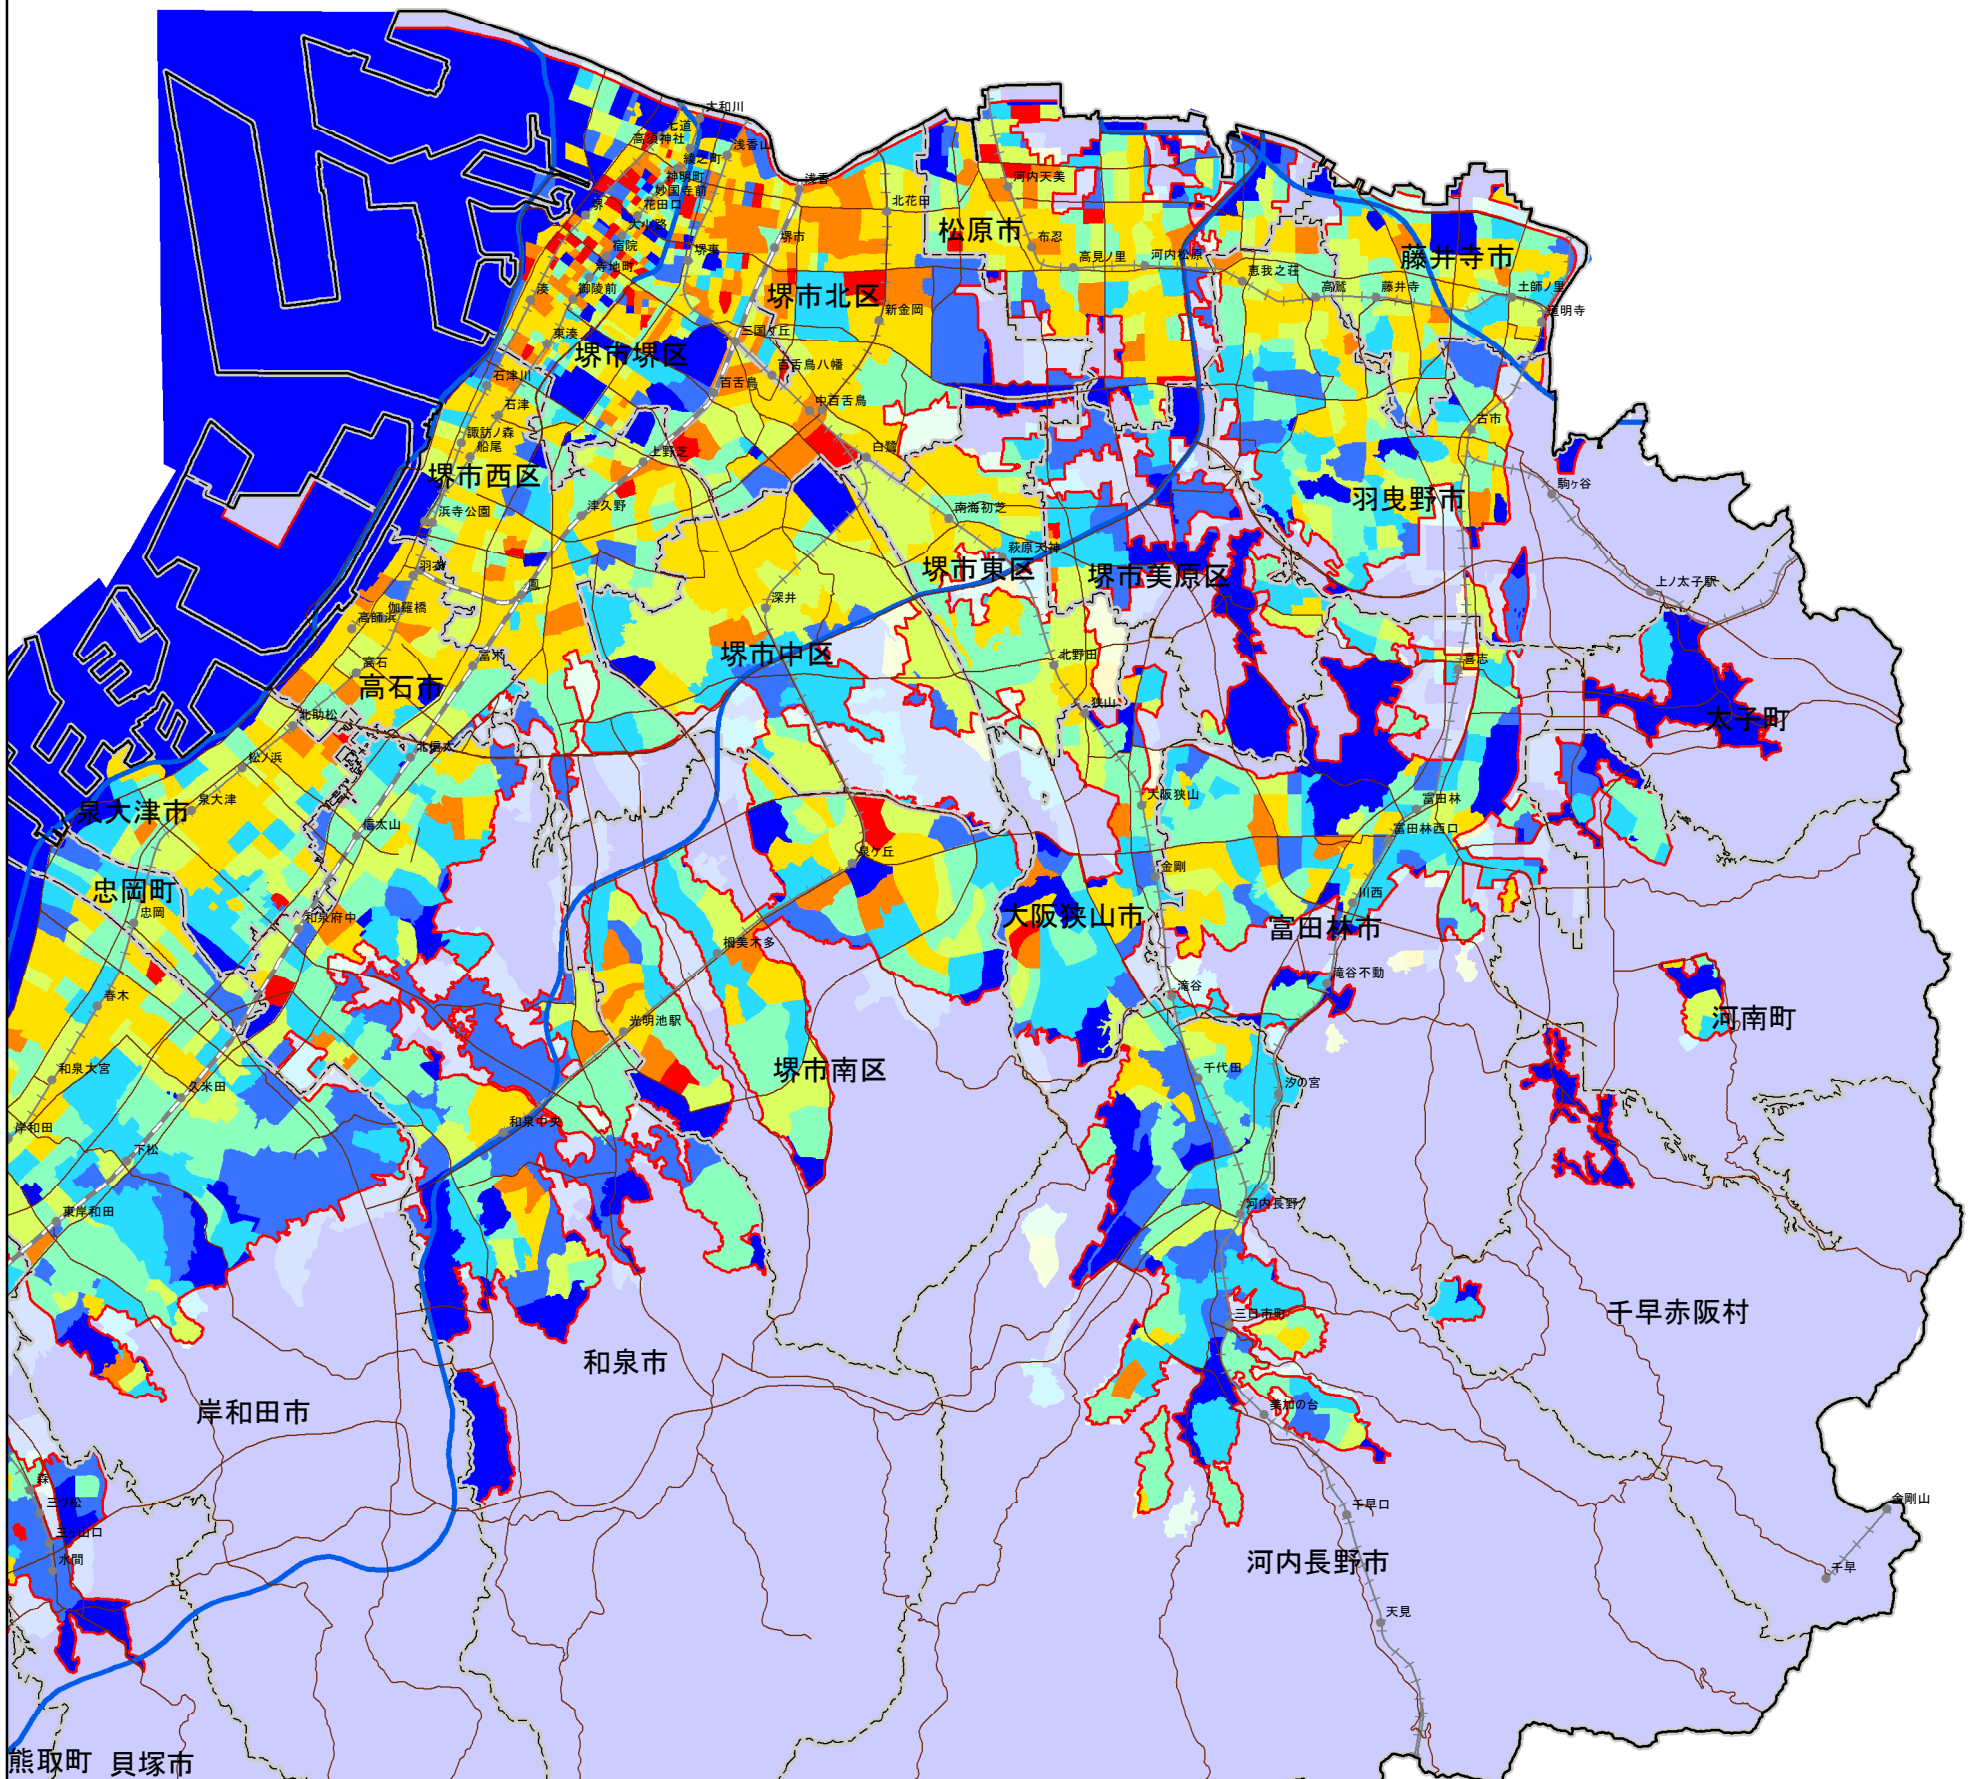 大和川
七道
高須神社
綾之町
浅香山
神明町
妙国寺前
花田口
堺
大小路
宿院
堺東
寺地町
御陵前
湊
東湊
浅香
北花田
堺市
堺市北区
新金岡
三国ヶ丘
堺市堺区
百舌鳥八幡
百舌鳥
中百舌鳥
白鷺
石津川
石津
諏訪ノ森
船尾
堺市西区
浜寺公園
上野芝
津久野
鳳
羽衣
伽羅橋
高師浜
高石
高石市
富木
北助松
松ノ浜
北信太
泉大津市
泉大津
信太山
忠岡町
忠岡
和泉府中
春木
和泉大宮
久米田
岸和田
下松
東岸和田
河内天美
松原市
布忍
高見ノ里
河内松原
恵我之荘
高鷲
藤井寺
藤井寺市
土師ノ里
道明寺
古市
駒ヶ谷
羽曳野市
上ノ太子駅
南海初芝
萩原天神
堺市東区
堺市美原区
深井
堺市中区
北野田
狭山
喜志
太子町
大阪狭山
富田林
富田林西口
泉ヶ丘
金剛
川西
大阪狭山市
富田林市
栂美木多
滝谷不動
滝谷
河南町
光明池駅
堺市南区
千代田
汐の宮
和泉中央
河内長野
三日市町
千早赤阪村
和泉市
岸和田市
美加の台
森
三ツ松
三ヶ山口
水間
千早口
金剛山
千早
河内長野市
天見
熊取町
貝塚市